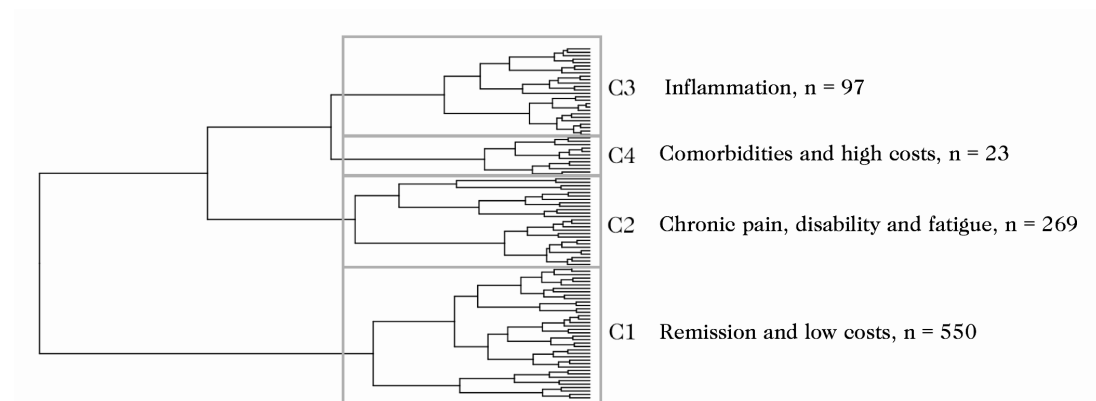 C3 Inflammation, n = 97
C4 Comorbidities and high costs, n = 23
C2 Chronic pain, disability and fatigue, n = 269
C1 Remission and low costs, n = 550